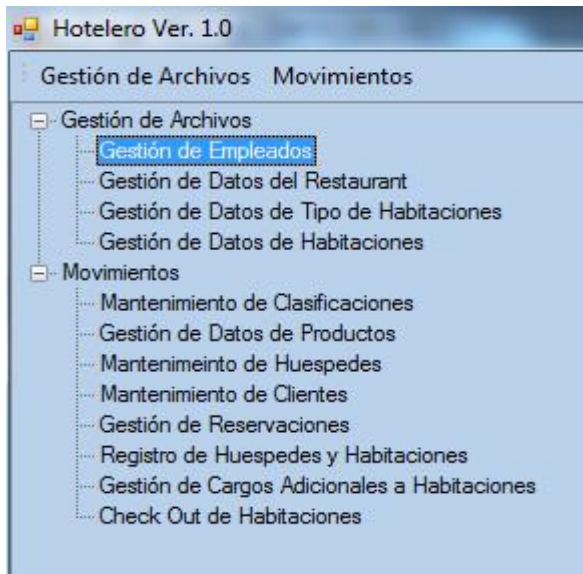 Hotelero Ver. 1.0
Gestión de Archivos Movimientos
Gestión de Archivos
Gestión de Empleados
Gestión de Datos del Restaurant
Gestión de Datos de Tipo de Habitaciones
Gestión de Datos de Habitaciones
Movimientos
Mantenimiento de Clasificaciones
Gestión de Datos de Productos
Mantenimeinto de Huespedes
Mantenimiento de Clientes
Gestión de Reservaciones
Registro de Huespedes y Habitaciones
Gestión de Cargos Adicionales a Habitaciones
Check Out de Habitaciones